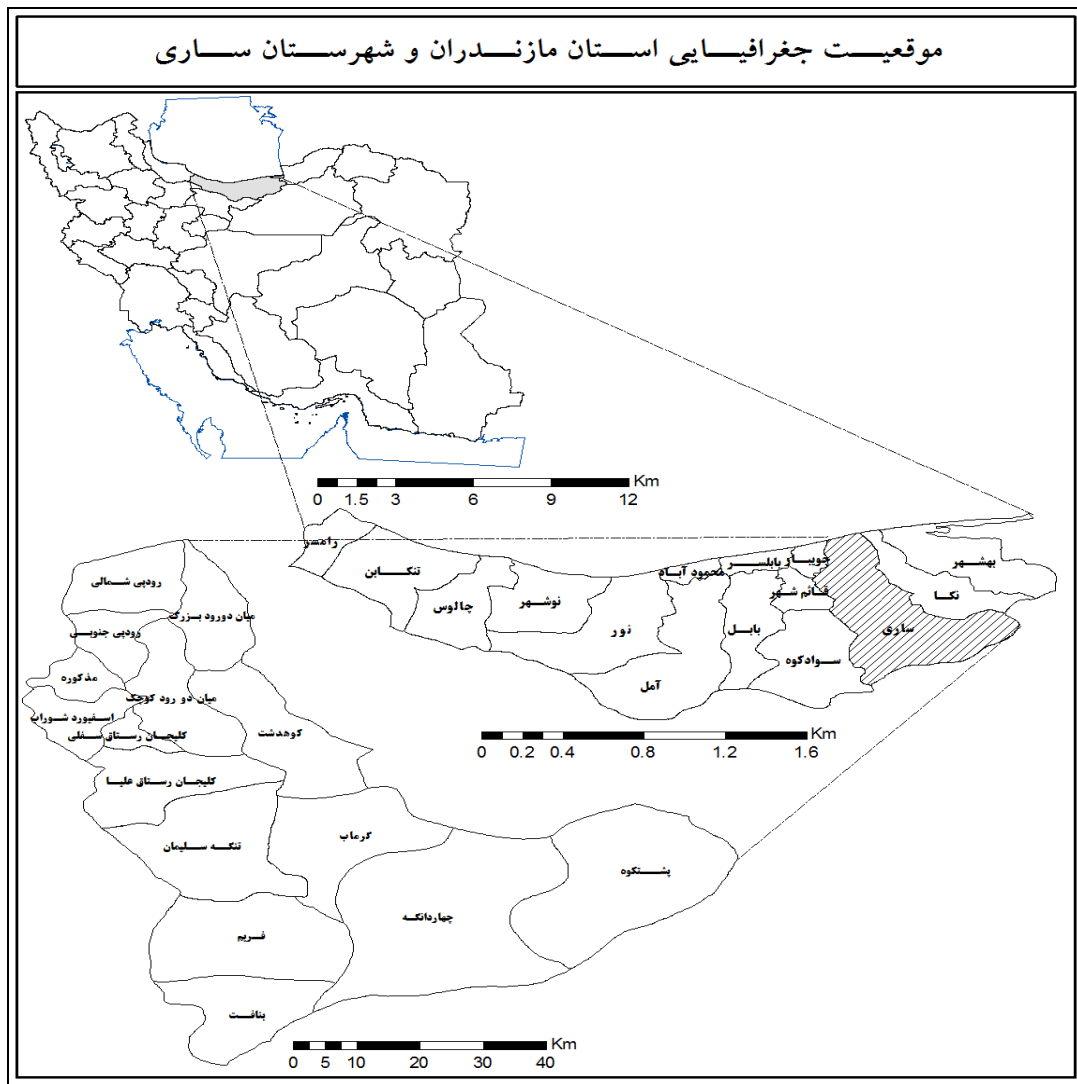 موقعیت جغرافیایی استان مازندران و شهرستان ساری
Km
0 1.5 3 6 9 12
رامسر
تنکابن
چالوس
نوشهر
نور
محمود آباد
آمل
بابلسر
بابل
جویبار
قائم شهر
سوادکوه
ساری
بهشهر
نکا
Km
0 0.2 0.4 0.8 1.2 1.6
رودپی شمالی
میان دورود بزرگ
رودپی جنوبی
مذکوره
میان دو رود کوچک
اسفیورد شوراب
کلیجان رستاق سفلی
کوهدشت
کلیجان رستاق علیا
تنکه سلیمان
کرماب
پشتکوه
چهاردانکه
فریم
بنافت
Km
0 5 10 20 30 40